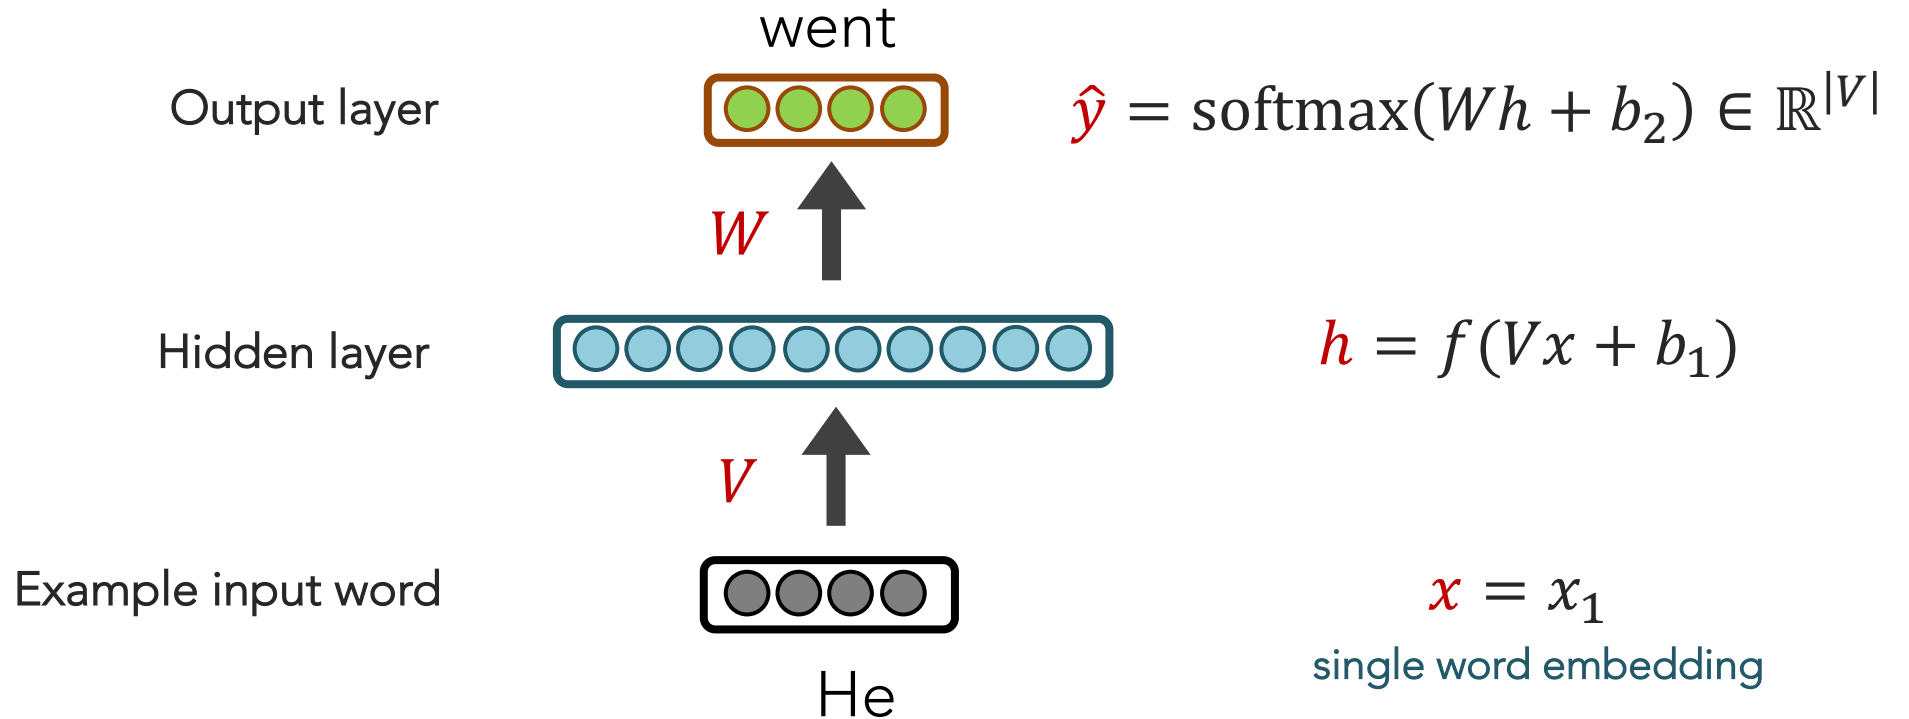 went
Output layer
ŷ = softmax(Wh + b₂) ∈ ℝ^|V|
W
Hidden layer
h = f(Vx + b₁)
V
Example input word
x = x₁
single word embedding
He